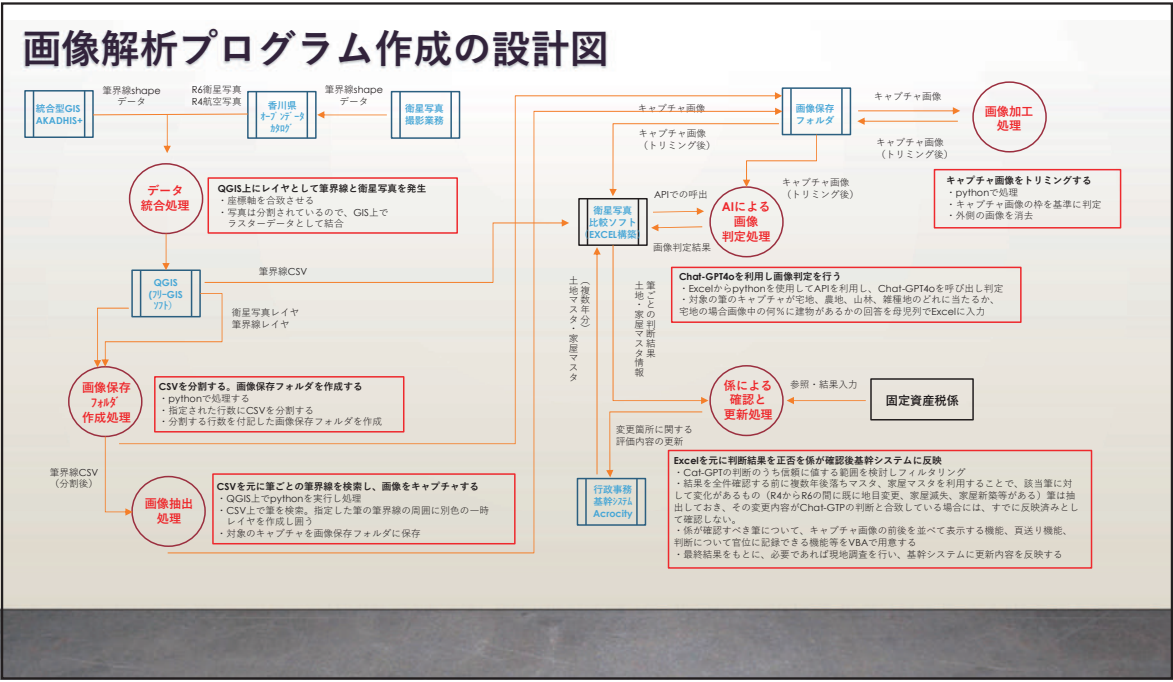 画像解析プログラム作成の設計図
統合型GIS
AKADHIS+
筆界線shape
データ
R6衛星写真
R4航空写真
香川県
ｵｰﾌﾟﾝﾃﾞｰﾀ
ｶﾀﾛｸﾞ
筆界線shape
データ
衛星写真
撮影業務
キャプチャ画像
キャプチャ画像
（トリミング後）
画像保存
フォルダ
キャプチャ画像
キャプチャ画像
（トリミング後）
画像加工
処理
データ
統合処理
QGIS上にレイヤとして筆界線と衛星写真を発生
・座標軸を合致させる
・写真は分割されているので、GIS上で
ラスターデータとして結合
キャプチャ画像
（トリミング後）
キャプチャ画像をトリミングする
・pythonで処理
・キャプチャ画像の枠を基準に判定
・外側の画像を消去
衛星写真
比較ソフト
(EXCEL構築)
APIでの呼出
画像判定結果
AIによる
画像
判定処理
QGIS
(ﾌﾘｰGIS
ｿﾌﾄ)
筆界線CSV
衛星写真レイヤ
筆界線レイヤ
（複数年分）
土地マスタ・家屋マスタ
筆ごとの判断結果
土地・家屋マスタ情報
Chat-GPT4oを利用し画像判定を行う
・Excelからpythonを使用してAPIを利用し、Chat-GPT4oを呼び出し判定
・対象の筆のキャプチャが宅地、農地、山林、雑種地のどれに当たるか、
宅地の場合画像中の何%に建物があるかの回答を母児列でExcelに入力
画像保存
ﾌｫﾙﾀﾞ
作成処理
CSVを分割する。画像保存フォルダを作成する
・pythonで処理する
・指定された行数にCSVを分割する
・分割する行数を付記した画像保存フォルダを作成
係による
確認と
更新処理
参照・結果入力
固定資産税係
変更箇所に関する
評価内容の更新
筆界線CSV
（分割後）
画像抽出
処理
CSVを元に筆ごとの筆界線を検索し、画像をキャプチャする
・QGIS上でpythonを実行し処理
・CSV上で筆を検索。指定した筆の筆界線の周囲に別色の一時
レイヤを作成し囲う
・対象のキャプチャを画像保存フォルダに保存
行政事務
基幹ｼｽﾃﾑ
Acrocity
Excelを元に判断結果を正否を係が確認後基幹システムに反映
・Cat-GPTの判断のうち信頼に値する範囲を検討しフィルタリング
・結果を全件確認する前に複数年後落ちマスタ、家屋マスタを利用することで、該当筆に対
して変化があるもの（R4からR6の間に既に地目変更、家屋滅失、家屋新築等がある）筆は抽
出しておき、その変更内容がChat-GTPの判断と合致している場合には、すでに反映済みとし
て確認しない。
・係が確認すべき筆について、キャプチャ画像の前後を並べて表示する機能、頁送り機能、
判断について官位に記録できる機能等をVBAで用意する
・最終結果をもとに、必要であれば現地調査を行い、基幹システムに更新内容を反映する